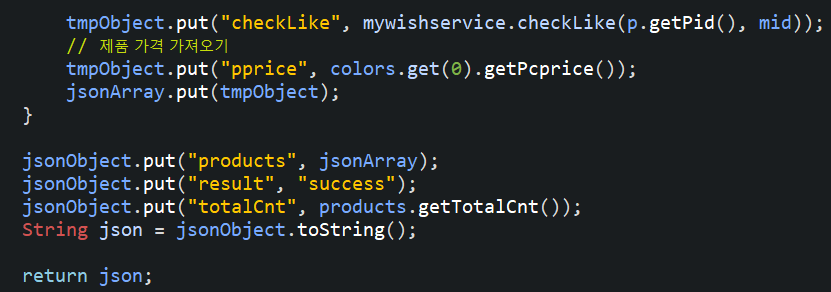 tmpObject.put("checkLike", mywishservice.checkLike(p.getPid(), mid));
// 제품 가격 가져오기
tmpObject.put("pprice", colors.get(0).getPcprice());
jsonArray.put(tmpObject);
}
jsonObject.put("products", jsonArray);
jsonObject.put("result", "success");
jsonObject.put("totalCnt", products.getTotalCnt());
String json = jsonObject.toString();
return json;